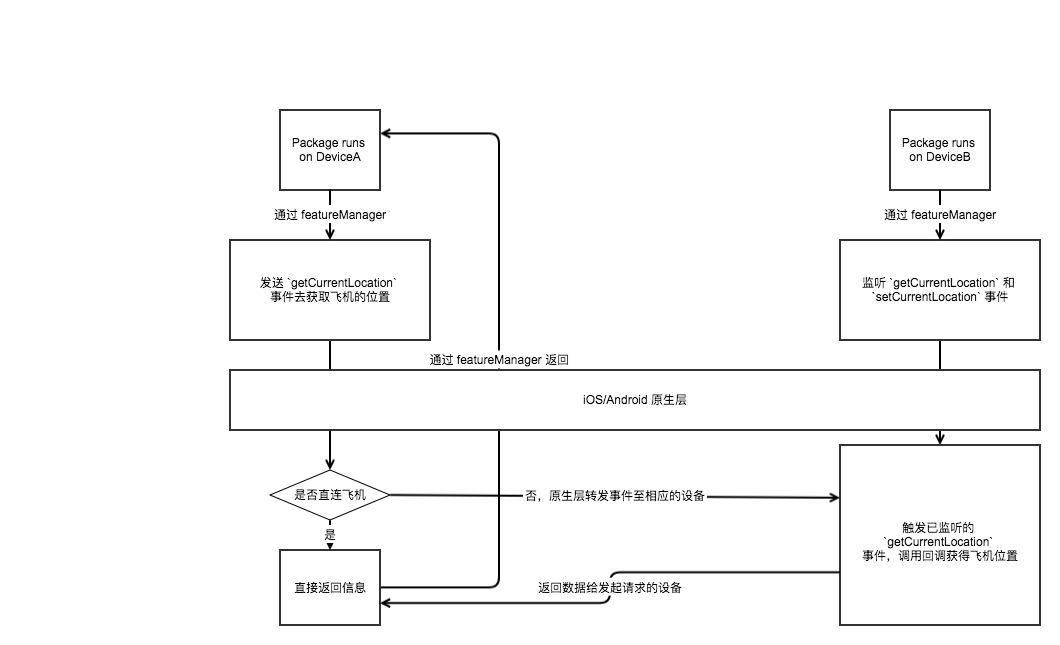 Package runs
on DeviceA
Package runs
on DeviceB
通过 featureManager
通过 featureManager
发送 `getCurrentLocation`
事件去获取飞机的位置
监听 `getCurrentLocation` 和
`setCurrentLocation` 事件
通过 featureManager 返回
iOS/Android 原生层
是否直连飞机
否，原生层转发事件至相应的设备
是
触发已监听的
`getCurrentLocation`
事件，调用回调获得飞机位置
直接返回信息
返回数据给发起请求的设备